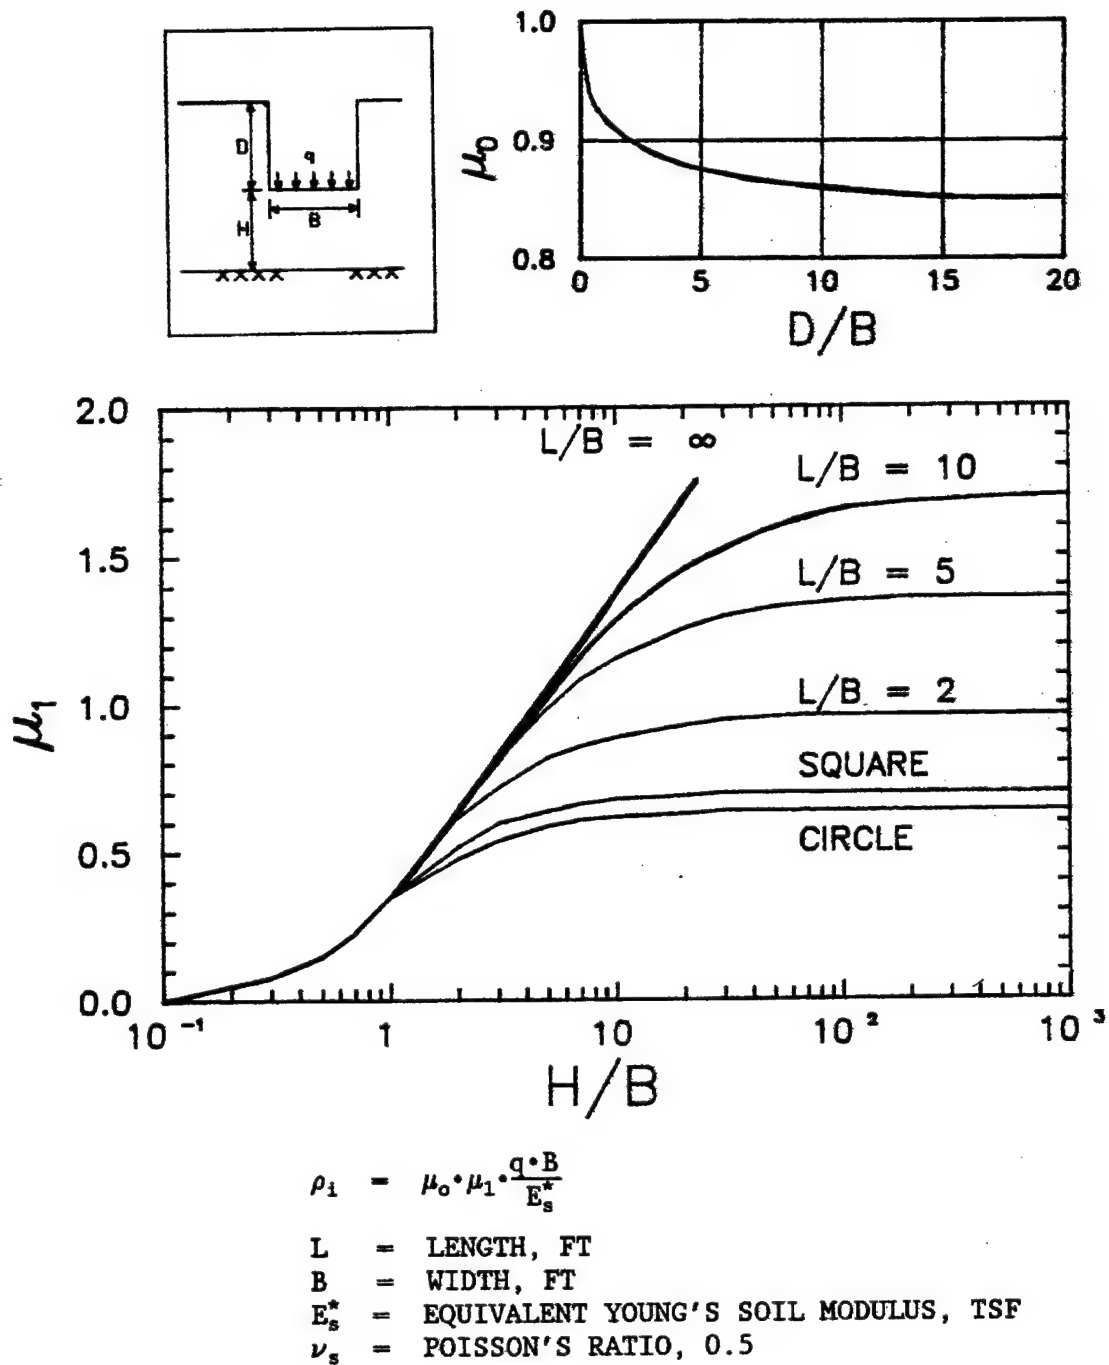 D
q
B
H
1.0
0.9
0.8
μ₀
0
5
10
15
20
D/B
2.0
1.5
1.0
0.5
0.0
μ₁
L/B = ∞
L/B = 10
L/B = 5
L/B = 2
SQUARE
CIRCLE
10⁻¹
1
10
10²
10³
H/B
ρᵢ = μₒ·μ₁·q·B/Eₛ*
L = LENGTH, FT
B = WIDTH, FT
Eₛ* = EQUIVALENT YOUNG'S SOIL MODULUS, TSF
νₛ = POISSON'S RATIO, 0.5